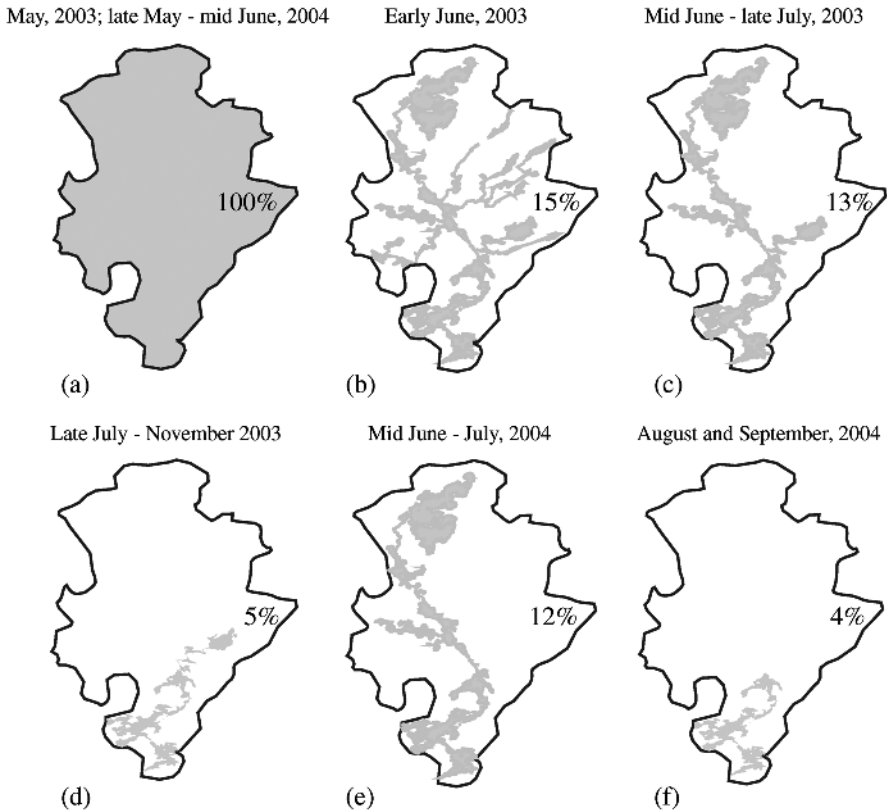 May, 2003; late May - mid June, 2004
Early June, 2003
Mid June - late July, 2003
100%
15%
13%
(a)
(b)
(c)
Late July - November 2003
Mid June - July, 2004
August and September, 2004
5%
12%
4%
(d)
(e)
(f)